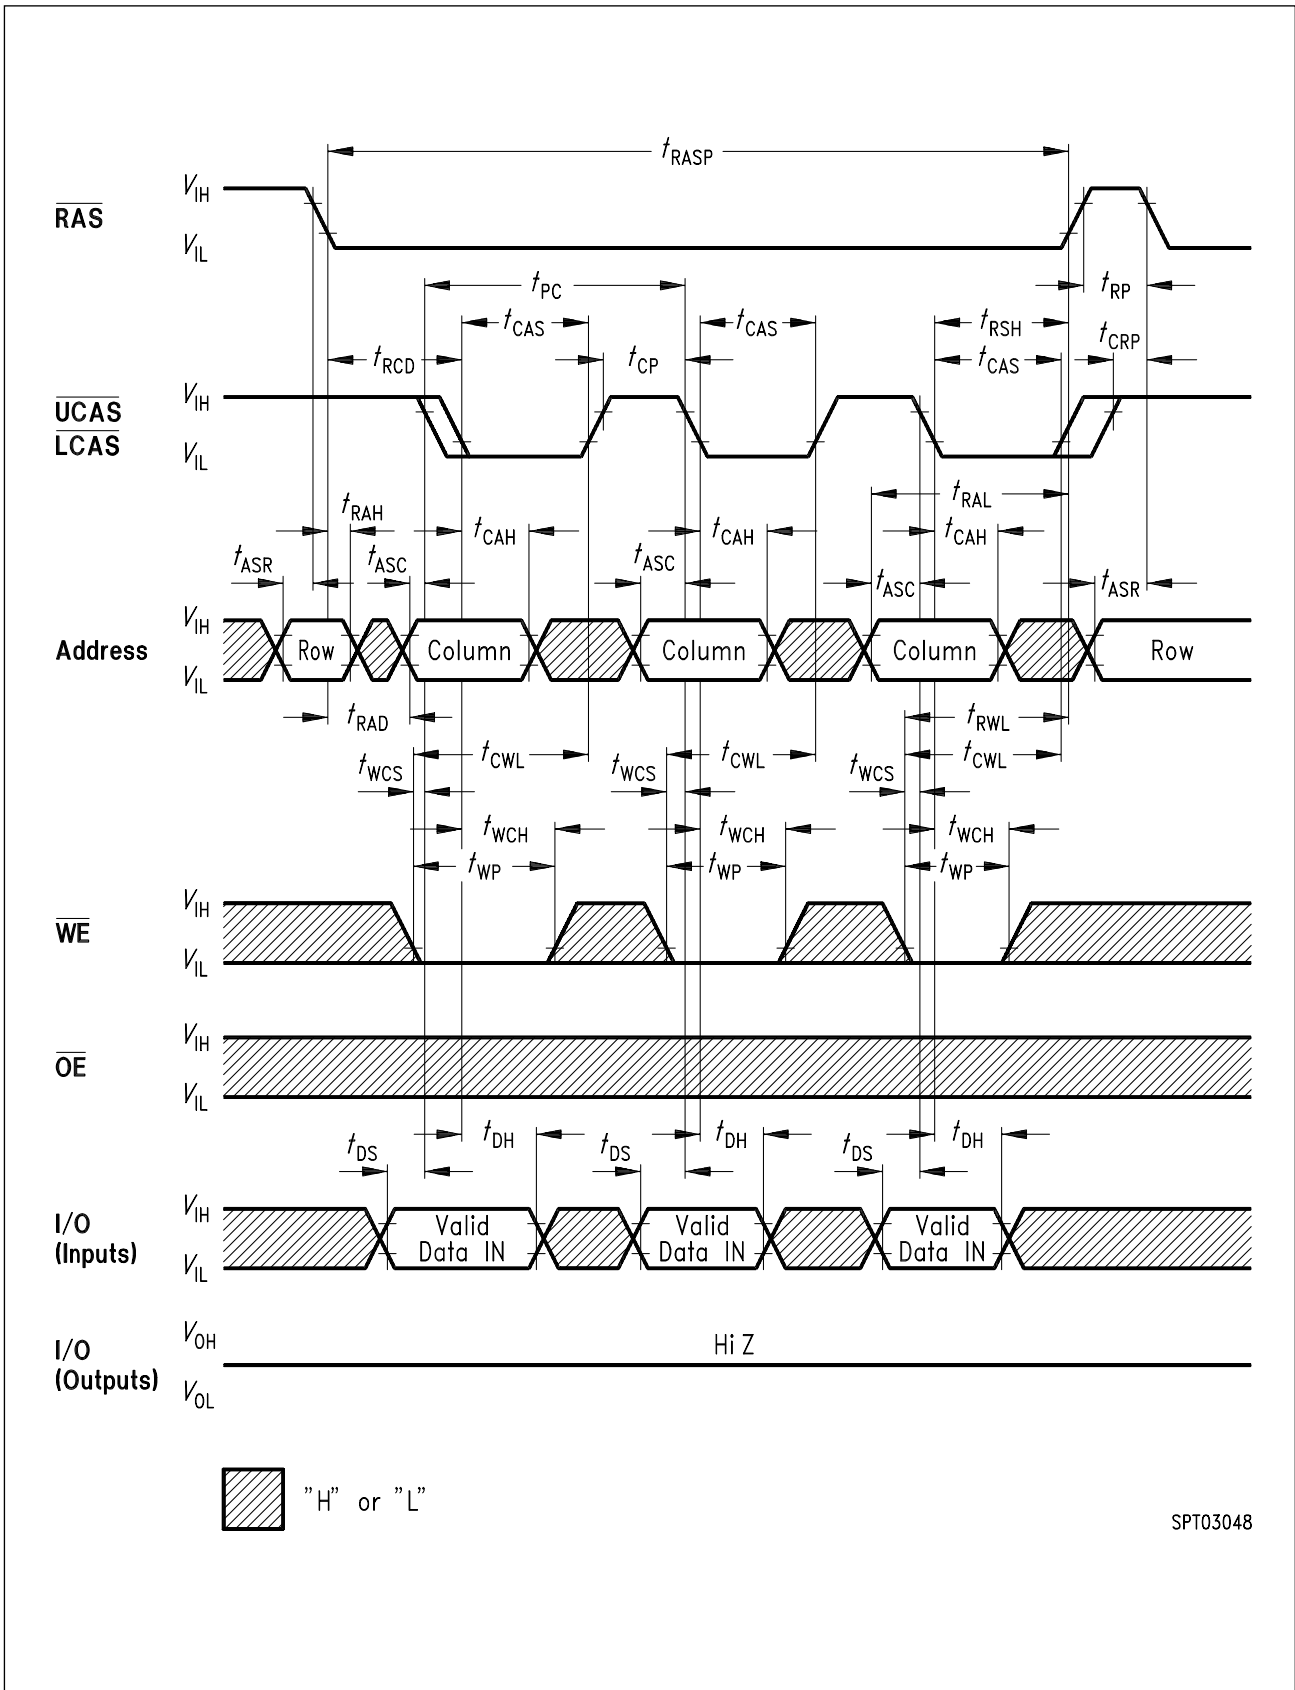 tRASP
VIH
RAS
VIL
tPC
tRP
tCAS
tCAS
tRSH
tCRP
tRCD
tCP
tCAS
VIH
UCAS
LCAS
VIL
tRAL
tRAH
tCAH
tCAH
tCAH
tASR
tASC
tASC
tASC
tASR
VIH
Address
Row
Column
Column
Column
Row
VIL
tRAD
tRWL
tCWL
tCWL
tCWL
tWCS
tWCS
tWCS
tWCH
tWCH
tWCH
tWP
tWP
tWP
VIH
WE
VIL
VIH
OE
VIL
tDH
tDH
tDH
tDS
tDS
tDS
VIH
I/O
(Inputs)
VIL
Valid
Data IN
Valid
Data IN
Valid
Data IN
VOH
I/O
(Outputs)
VOL
Hi Z
"H" or "L"
SPT03048